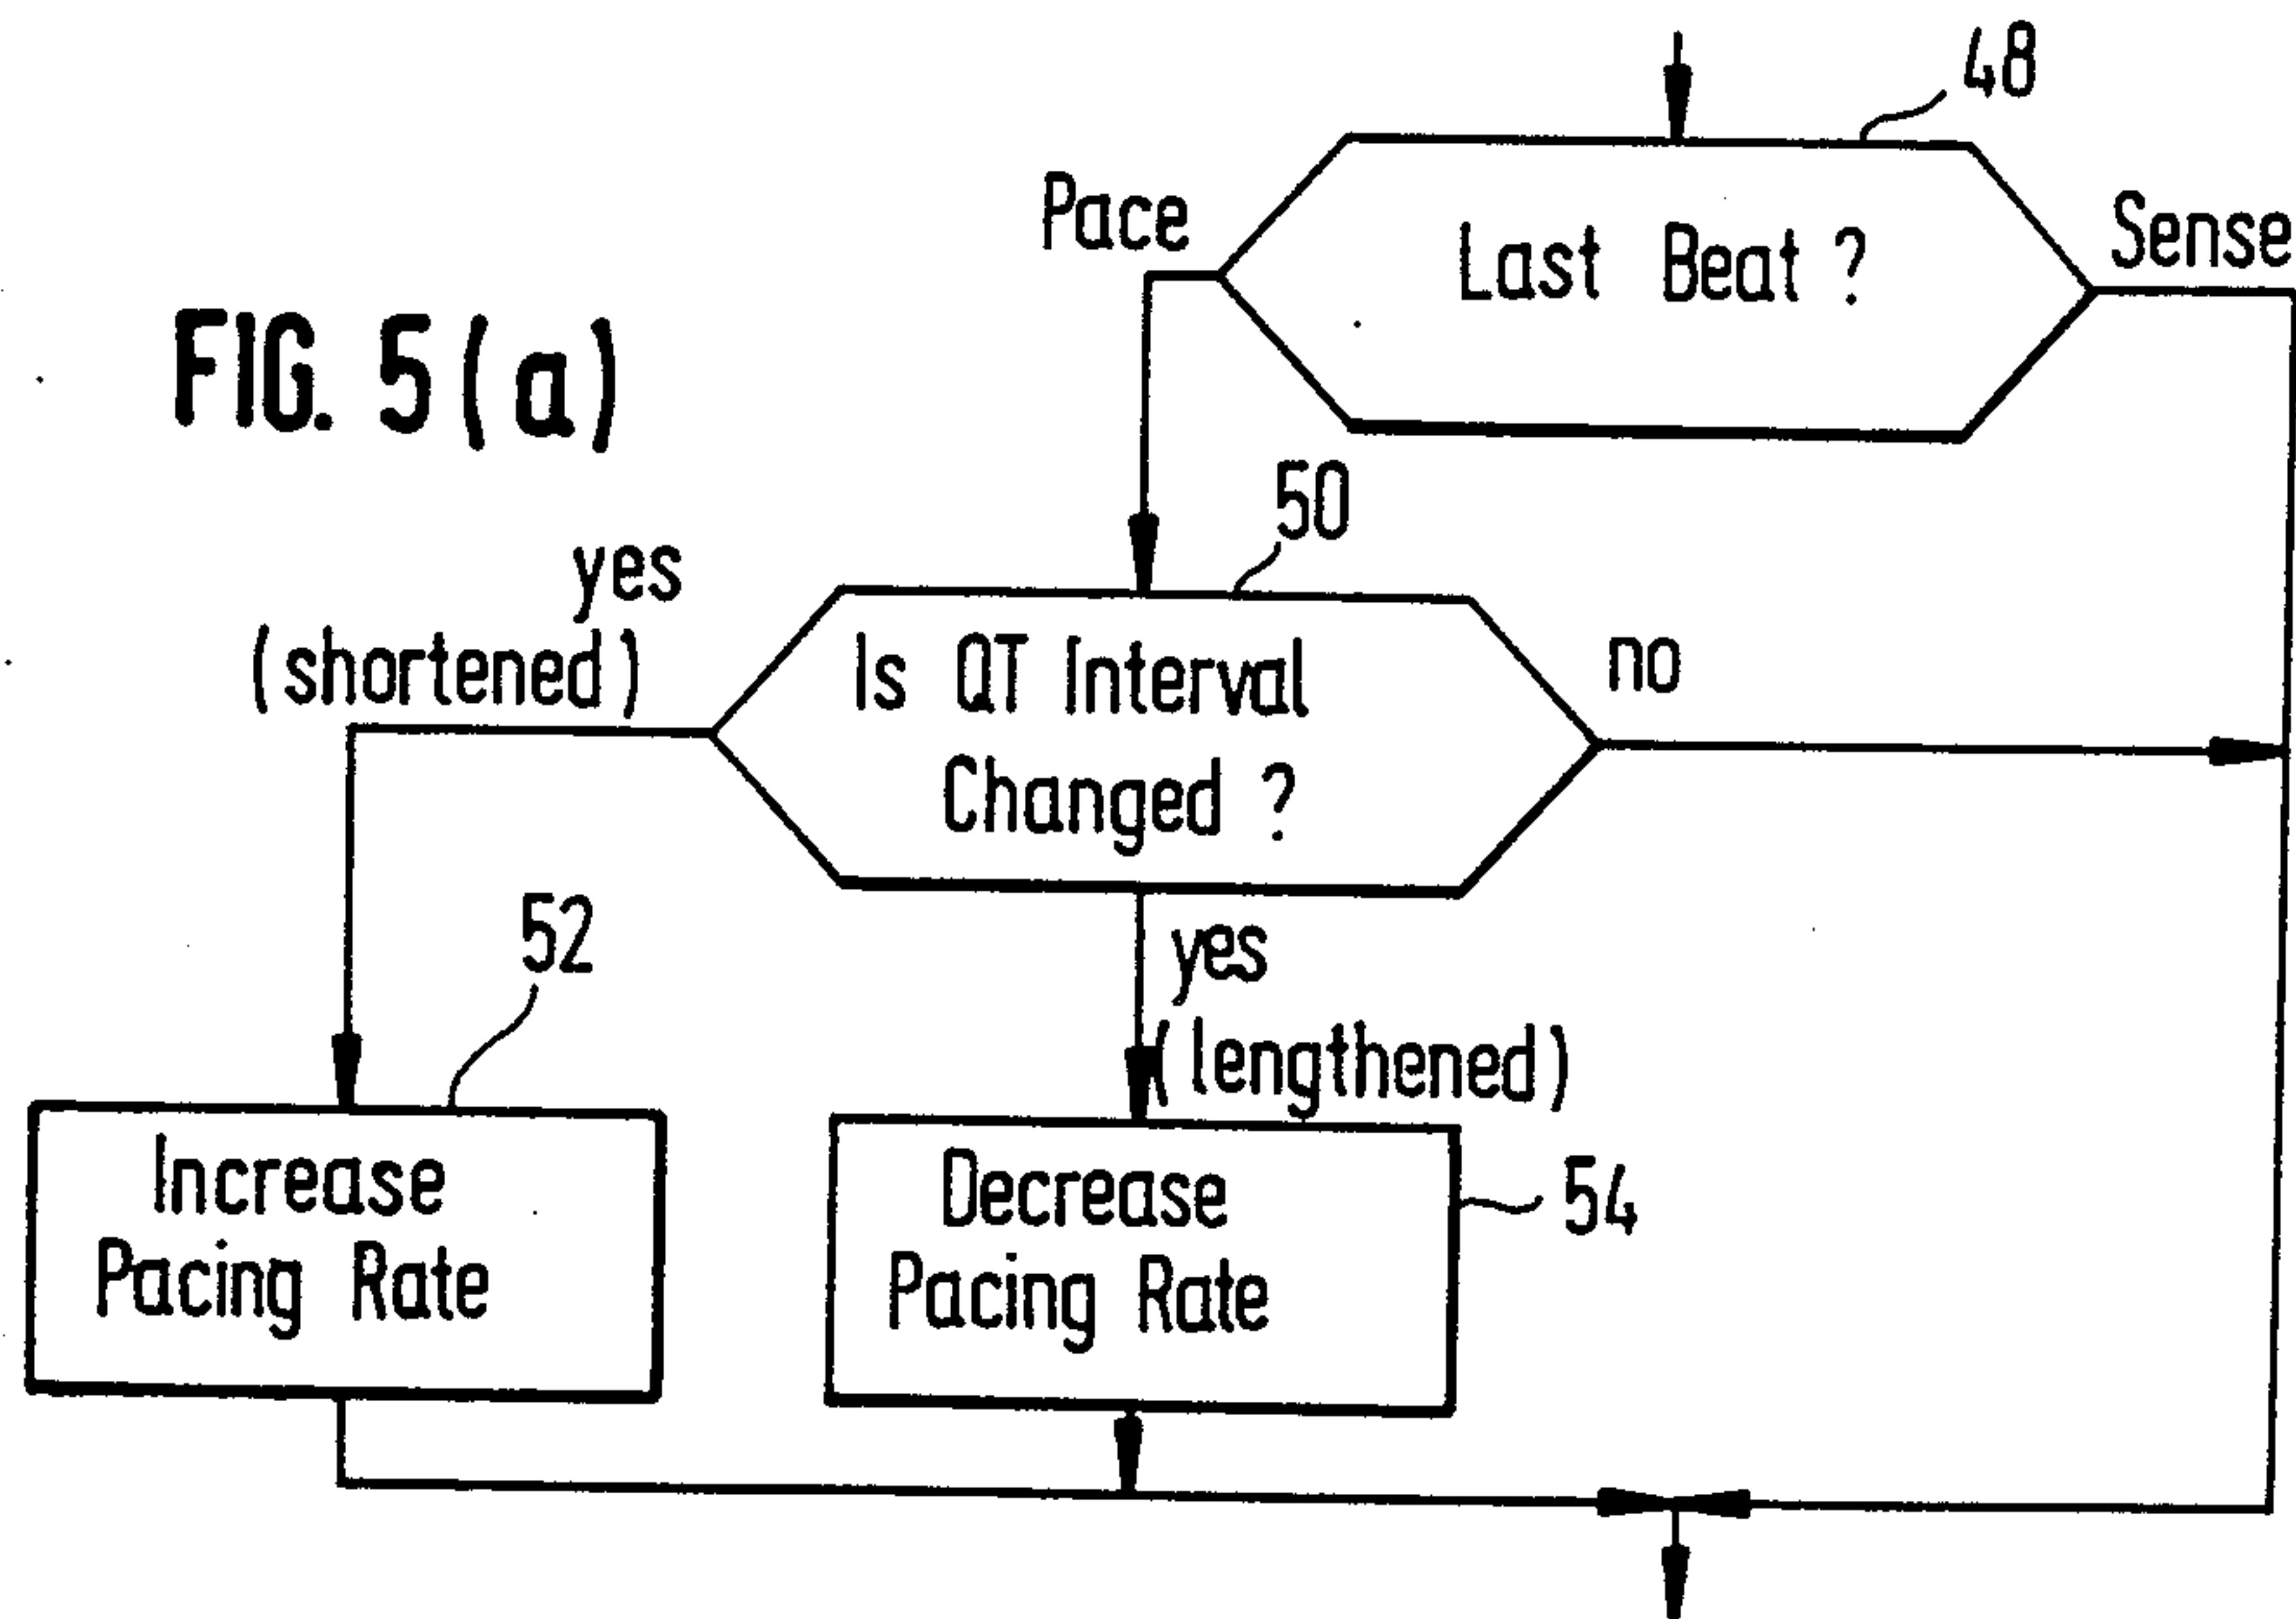 48
Pace
Last Beat ?
Sense
FIG. 5(a)
50
yes
(shortened)
Is QT Interval
Changed ?
no
52
yes
(lengthened)
Increase
Pacing Rate
Decrease
Pacing Rate
54